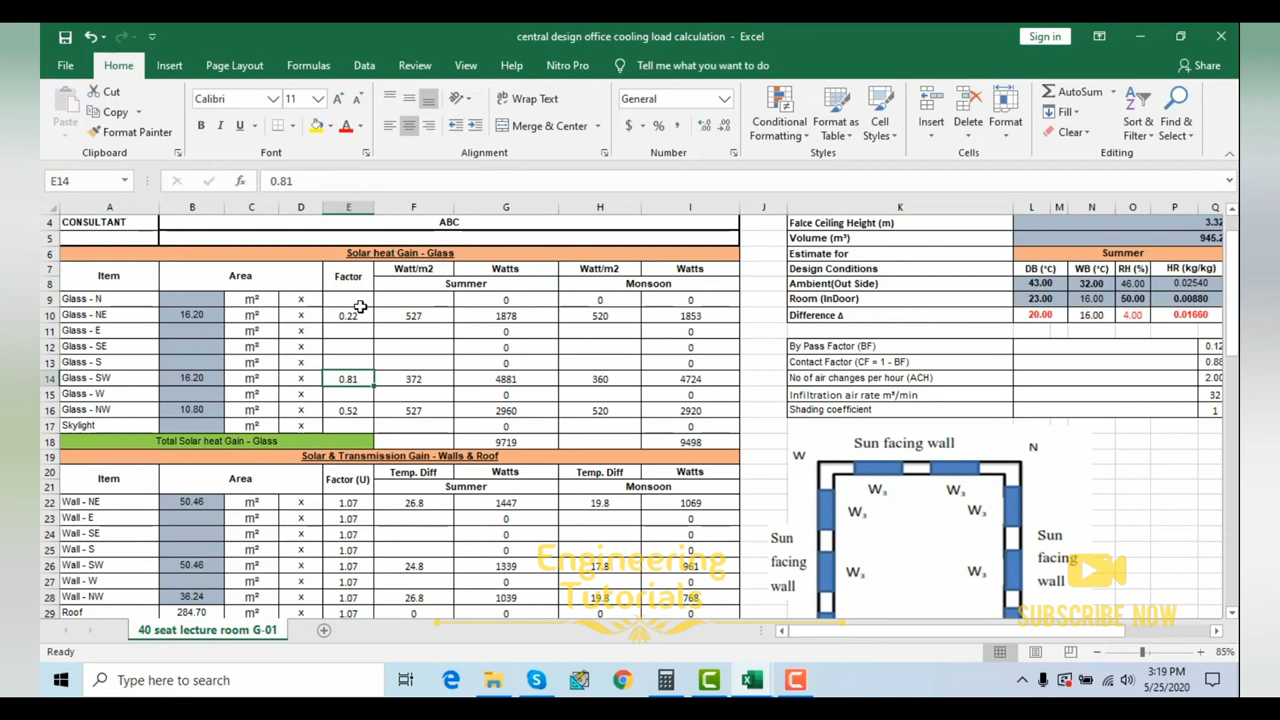 central design office cooling load calculation - Excel
Sign in
File Home Insert Page Layout Formulas Data Review View Help Nitro Pro Tell me what you want to do Share
Paste
Cut
Copy
Format Painter
Clipboard
Calibri 11
B I U
Font
Wrap Text
Merge & Center
Alignment
General
$ % ,
Number
Conditional Formatting
Format as Table
Cell Styles
Styles
Insert Delete Format
Cells
AutoSum
Fill
Clear
Sort & Filter
Find & Select
Editing
E14 fx 0.81
A B C D E F G H I J K L M N O P Q
4 CONSULTANT ABC
5
6 Solar heat Gain - Glass
7 Item Area Factor Watt/m2 Watts Watt/m2 Watts
8 Summer Monsoon
9 Glass - N m² x 0 0 0
10 Glass - NE 16.20 m² x 0.22 527 1878 520 1853
11 Glass - E m² x 0 0
12 Glass - SE m² x 0 0
13 Glass - S m² x 0 0
14 Glass - SW 16.20 m² x 0.81 372 4881 360 4724
15 Glass - W m² x 0 0
16 Glass - NW 10.80 m² x 0.52 527 2960 520 2920
17 Skylight m² x 0 0
18 Total Solar heat Gain - Glass 9719 9498
19 Solar & Transmission Gain - Walls & Roof
20 Item Area Factor (U) Temp. Diff Watts Temp. Diff Watts
21 Summer Monsoon
22 Wall - NE 50.46 m² x 1.07 26.8 1447 19.8 1069
23 Wall - E m² x 1.07 0 0
24 Wall - SE m² x 1.07 0 0
25 Wall - S m² x 1.07 0 0
26 Wall - SW 50.46 m² x 1.07 24.8 1339 17.8 961
27 Wall - W m² x 1.07 0 0
28 Wall - NW 36.24 m² x 1.07 26.8 1039 19.8 768
29 Roof 284.70 m² x 1.07 0 0 0 0
Falce Ceiling Height (m) 3.32
Volume (m³) 945.2
Estimate for Summer
Design Conditions DB (°c) WB (°c) RH (%) HR (kg/kg)
Ambient(Out Side) 43.00 32.00 46.00 0.02540
Room (InDoor) 23.00 16.00 50.00 0.00880
Difference Δ 20.00 16.00 4.00 0.01660
By Pass Factor (BF) 0.12
Contact Factor (CF = 1 - BF) 0.88
No of air changes per hour (ACH) 2.00
Infiltration air rate m³/min 32
Shading coefficient 1
Sun facing wall
W N
W₃ W₃
W₃ W₃
Sun facing wall
W₃ W₃
Sun facing wall
Engineering
Tutorials
SUBSCRIBE NOW
40 seat lecture room G-01
Ready
85%
Type here to search
3:19 PM
5/25/2020